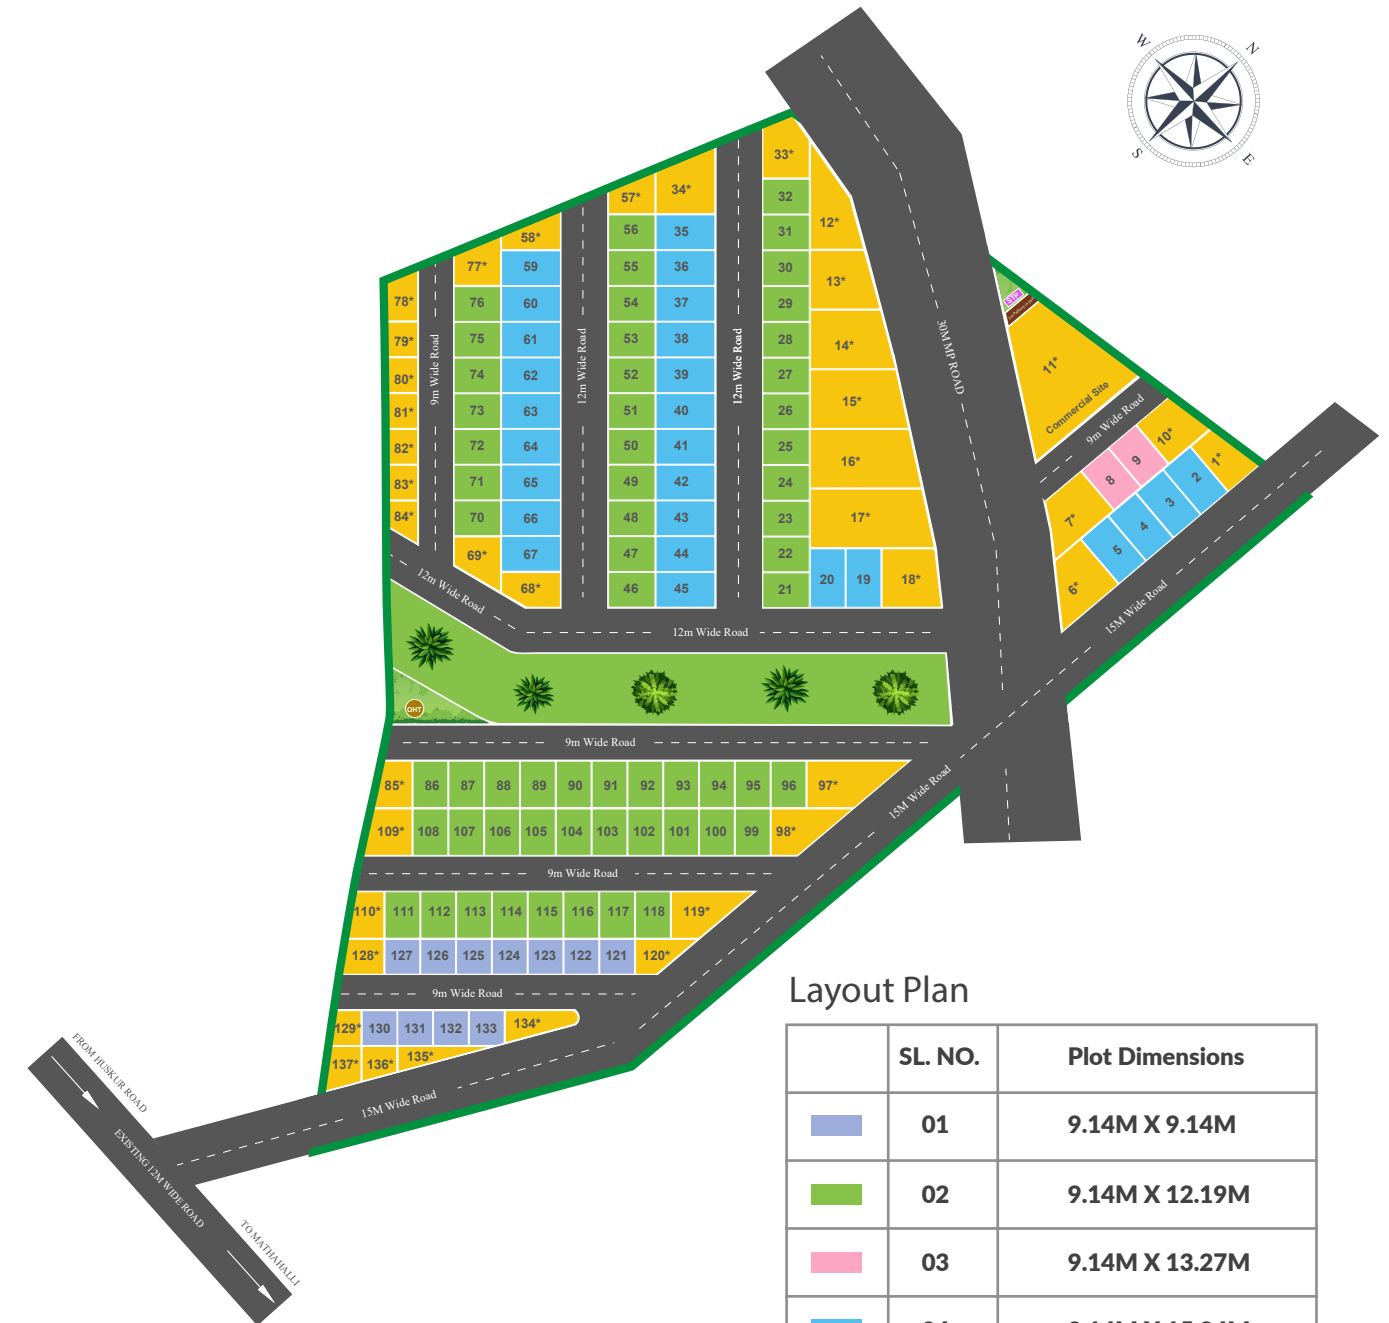 W
N
S
E
33*
34*
57*
32
12*
56
35
31
58*
77*
59
55
36
30
13*
STP
78*
76
60
54
37
29
79*
75
61
53
38
28
14*
11*
Commercial Site
80*
74
62
52
39
27
81*
73
63
51
40
26
15*
82*
72
64
50
41
25
16*
83*
71
65
49
42
24
84*
70
66
48
43
23
17*
69*
67
47
44
22
68*
46
45
21
20
19
18*
9m Wide Road
12m Wide Road
12m Wide Road
30M MP ROAD
9m Wide Road
10*
1*
9
2
8
3
7*
4
5
6*
15M Wide Road
12m Wide Road
12m Wide Road
OHT
9m Wide Road
85* 86 87 88 89 90 91 92 93 94 95 96 97*
15M Wide Road
109* 108 107 106 105 104 103 102 101 100 99 98*
9m Wide Road
110* 111 112 113 114 115 116 117 118 119*
128* 127 126 125 124 123 122 121 120*
9m Wide Road
129* 130 131 132 133 134*
137* 136* 135*
15M Wide Road
FROM HUSKUR ROAD
EXISTING 12M WIDE ROAD
TO MATHAHALLI
Layout Plan
SL. NO. Plot Dimensions
01 9.14M X 9.14M
02 9.14M X 12.19M
03 9.14M X 13.27M